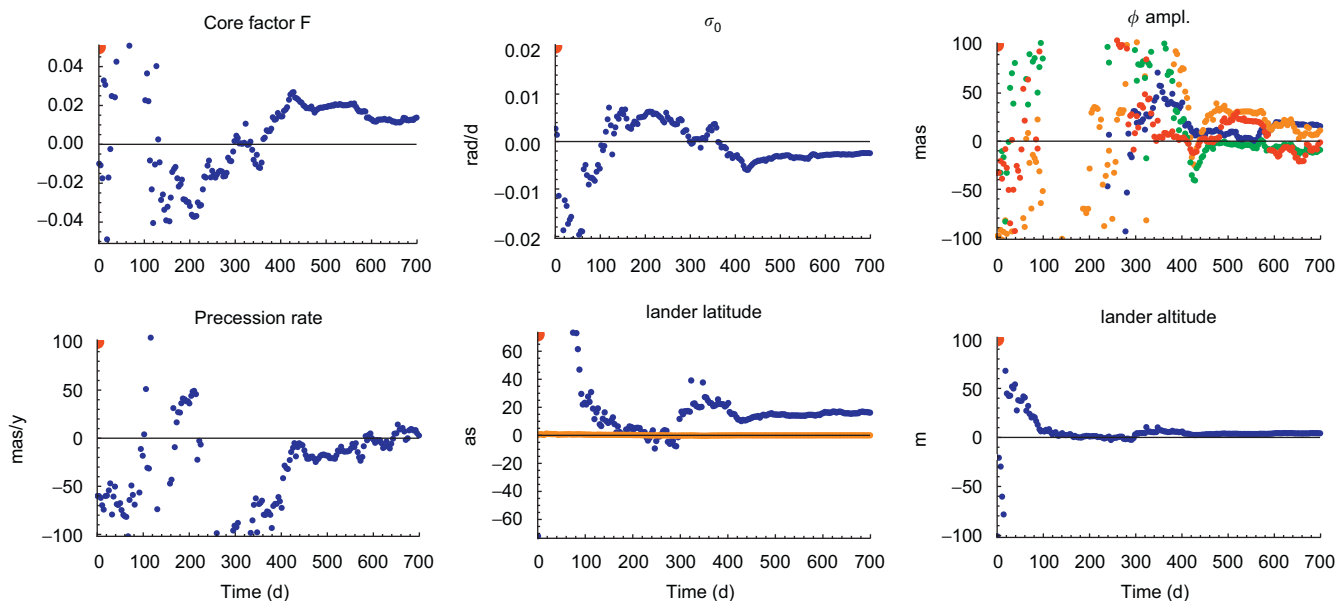 Core factor F
0.04
0.02
0.00
−0.02
−0.04
0 100 200 300 400 500 600 700
σ0
rad/d
0.02
0.01
0.00
−0.01
−0.02
0 100 200 300 400 500 600 700
ϕ ampl.
mas
100
50
0
−50
−100
0 100 200 300 400 500 600 700
Precession rate
mas/y
100
50
0
−50
−100
0 100 200 300 400 500 600 700
Time (d)
lander latitude
as
60
40
20
0
−20
−40
−60
0 100 200 300 400 500 600 700
Time (d)
lander altitude
m
100
50
0
−50
−100
0 100 200 300 400 500 600 700
Time (d)